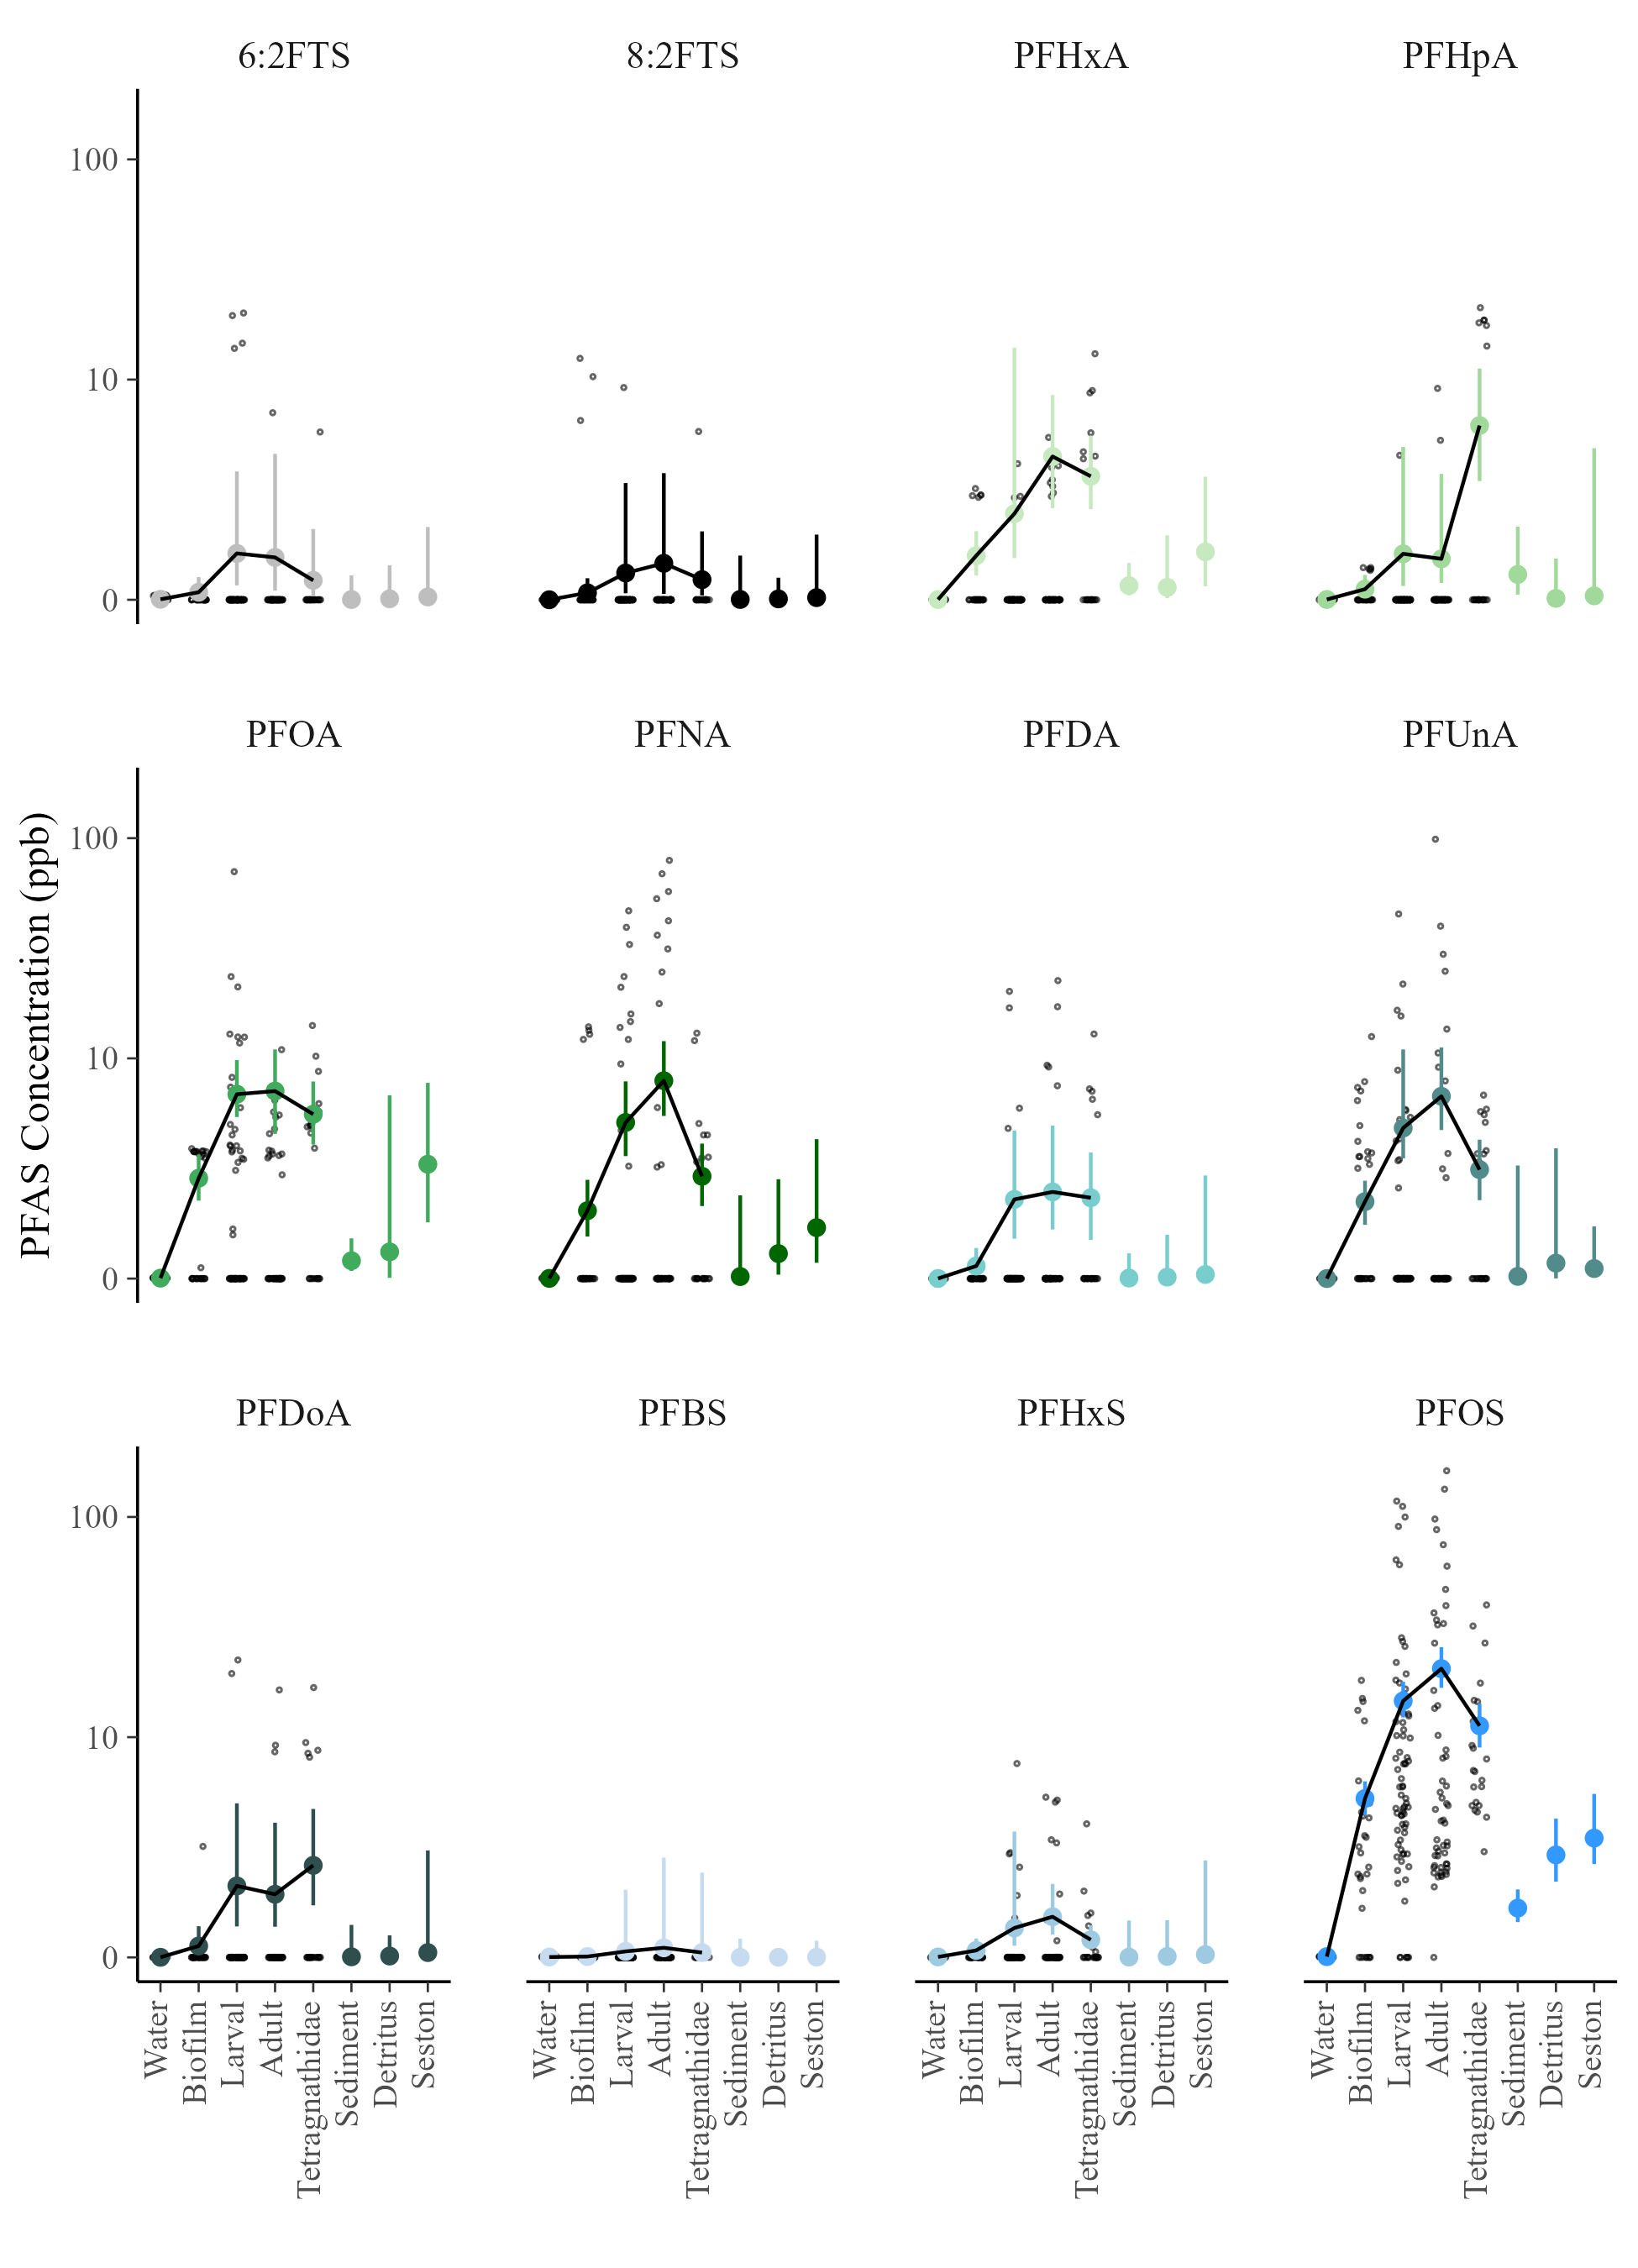 6:2FTS 8:2FTS PFHxA PFHpA
100
10
0
PFOA PFNA PFDA PFUnA
PFAS Concentration (ppb)
100
10
0
PFDoA PFBS PFHxS PFOS
100
10
0
Water Biofilm Larval Adult Tetragnathidae Sediment Detritus Seston
Water Biofilm Larval Adult Tetragnathidae Sediment Detritus Seston
Water Biofilm Larval Adult Tetragnathidae Sediment Detritus Seston
Water Biofilm Larval Adult Tetragnathidae Sediment Detritus Seston